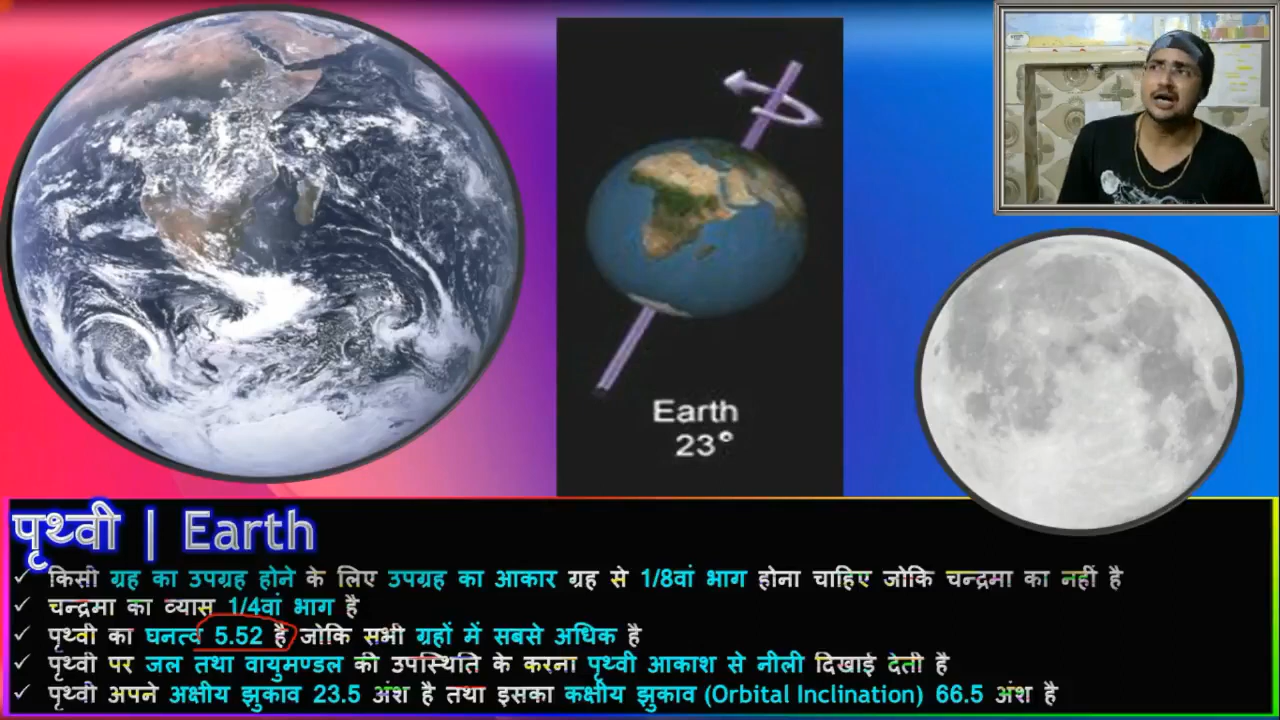 Earth
23°
पृथ्वी | Earth
✓ किसी ग्रह का उपग्रह होने के लिए उपग्रह का आकार ग्रह से 1/8वां भाग होना चाहिए जोकि चन्द्रमा का नहीं है
✓ चन्द्रमा का व्यास 1/4वां भाग है
✓ पृथ्वी का घनत्व 5.52 है जोकि सभी ग्रहों में सबसे अधिक है
✓ पृथ्वी पर जल तथा वायुमण्डल की उपस्थिति के करना पृथ्वी आकाश से नीली दिखाई देती है
✓ पृथ्वी अपने अक्षीय झुकाव 23.5 अंश है तथा इसका कक्षीय झुकाव (Orbital Inclination) 66.5 अंश है